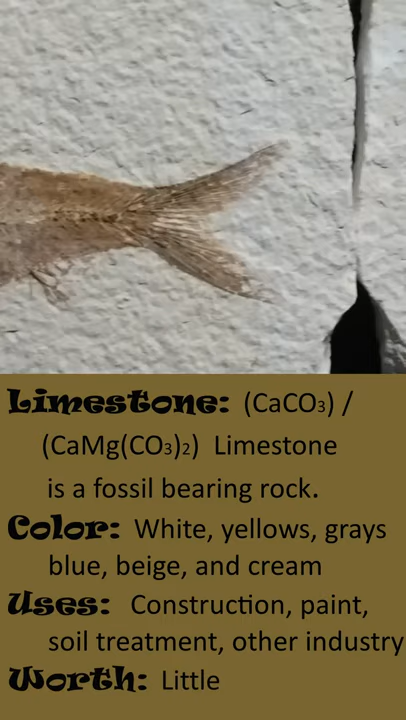 Limestone: (CaCO₃) /
(CaMg(CO₃)₂) Limestone
is a fossil bearing rock.
Color: White, yellows, grays
blue, beige, and cream
Uses: Construction, paint,
soil treatment, other industry
Worth: Little